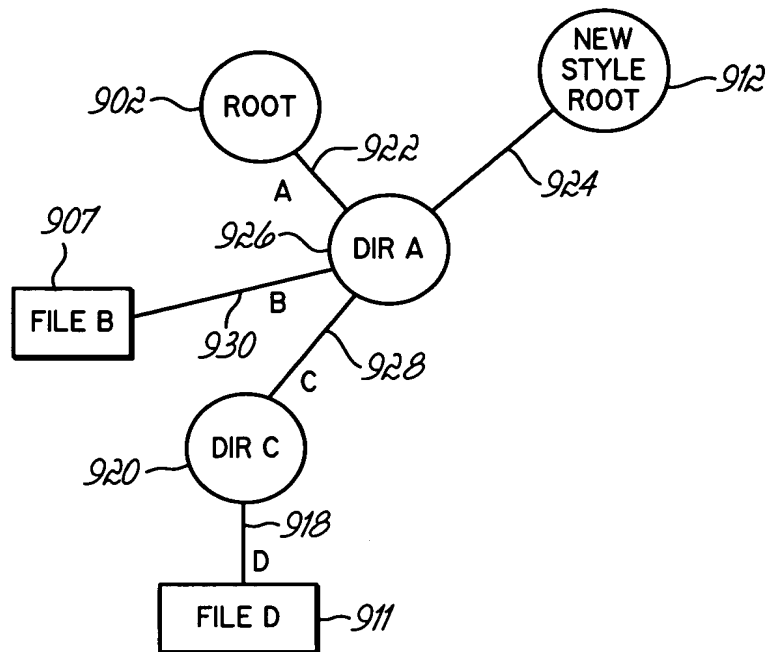 NEW
STYLE
ROOT
912
902
ROOT
922
924
A
926
DIR A
907
FILE B
B
930
928
C
DIR C
920
918
D
FILE D
911